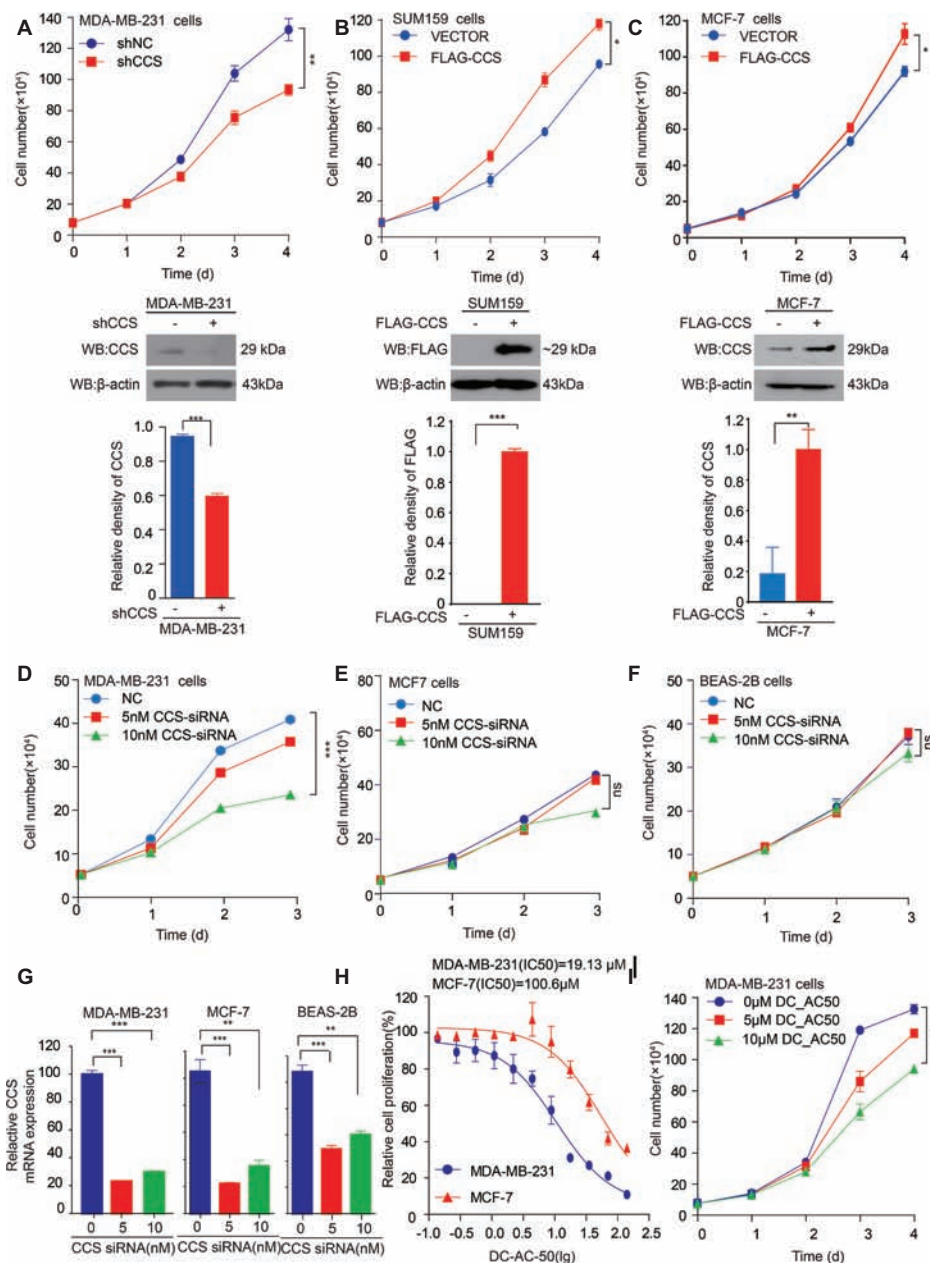 A
MDA-MB-231 cells
shNC
shCCS
Cell number(×10⁴)
140
120
100
80
60
40
20
0
**
0 1 2 3 4
Time (d)
MDA-MB-231
shCCS - +
WB:CCS 29 kDa
WB:β-actin 43kDa
***
Relative density of CCS
1.0
0.8
0.6
0.4
0.2
0
shCCS - +
MDA-MB-231
B
SUM159 cells
VECTOR
FLAG-CCS
Cell number(×10⁴)
120
100
80
60
40
20
0
*
0 1 2 3 4
Time (d)
SUM159
FLAG-CCS - +
WB:FLAG ~29 kDa
WB:β-actin 43kDa
***
Relative density of FLAG
1.2
1.0
0.8
0.6
0.4
0.2
0
FLAG-CCS - +
SUM159
C
MCF-7 cells
VECTOR
FLAG-CCS
Cell number(×10⁴)
120
100
80
60
40
20
0
*
0 1 2 3 4
Time (d)
MCF-7
FLAG-CCS - +
WB:CCS 29kDa
WB:β-actin 43kDa
**
Relative density of CCS
1.2
1.0
0.8
0.4
0.2
0
FLAG-CCS - +
MCF-7
D
MDA-MB-231 cells
NC
5nM CCS-siRNA
10nM CCS-siRNA
Cell number(×10⁴)
50
40
30
20
10
0
***
0 1 2 3
Time (d)
E
MCF7 cells
NC
5nM CCS-siRNA
10nM CCS-siRNA
Cell number(×10⁴)
80
60
40
20
0
ns
0 1 2 3
Time (d)
F
BEAS-2B cells
NC
5nM CCS-siRNA
10nM CCS-siRNA
Cell number(×10⁴)
50
40
30
20
10
0
ns
0 1 2 3
Time (d)
G
MDA-MB-231 MCF-7 BEAS-2B
*** ** **
*** *** ***
Relactive CCS
mRNA expression
120
100
80
60
40
20
0
0 5 10 0 5 10 0 5 10
CCS siRNA(nM) CCS siRNA(nM) CCS siRNA(nM)
H
MDA-MB-231(IC50)=19.13 μM
MCF-7(IC50)=100.6μM
Relative cell proliferation(%)
120
100
80
60
40
20
0
MDA-MB-231
MCF-7
-1.0 -0.5 0.0 0.5 1.0 1.5 2.0 2.5
DC-AC-50(lg)
I
MDA-MB-231 cells
0μM DC_AC50
5μM DC_AC50
10μM DC_AC50
Cell number(×10⁴)
140
120
100
80
60
40
20
0
*
0 1 2 3 4
Time (d)